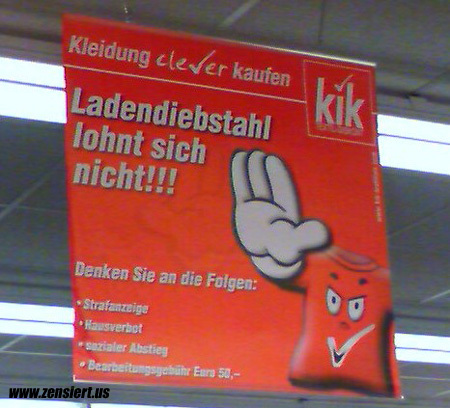 Kleidung clever kaufen
kik
Ladendiebstahl
lohnt sich
nicht!!!
Denken Sie an die Folgen:
• Strafanzeige
• Hausverbot
• sozialer Abstieg
• Bearbeitungsgebühr Euro 50,–
www.zensiert.us